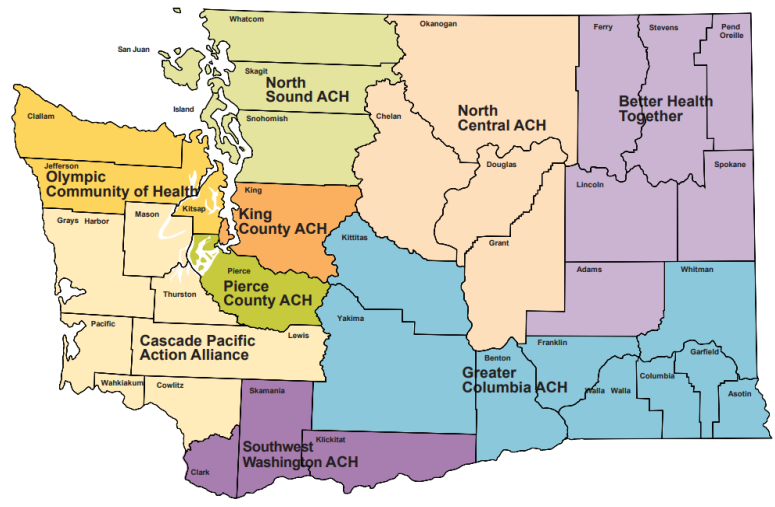 Whatcom
Okanogan
Ferry
Stevens
Pend
Oreille
San Juan
Skagit
North
Sound ACH
Island
Snohomish
Chelan
North
Central ACH
Better Health
Together
Clallam
Jefferson
Olympic
Community of Health
Douglas
Spokane
Lincoln
King
King
County ACH
Kitsap
Mason
Grays Harbor
Kittitas
Grant
Adams
Whitman
Pierce
Pierce
County ACH
Thurston
Pacific
Lewis
Yakima
Cascade Pacific
Action Alliance
Franklin
Benton
Greater
Columbia ACH
Garfield
Columbia
Walla Walla
Asotin
Wahkiakum
Cowlitz
Skamania
Klickitat
Southwest
Washington ACH
Clark